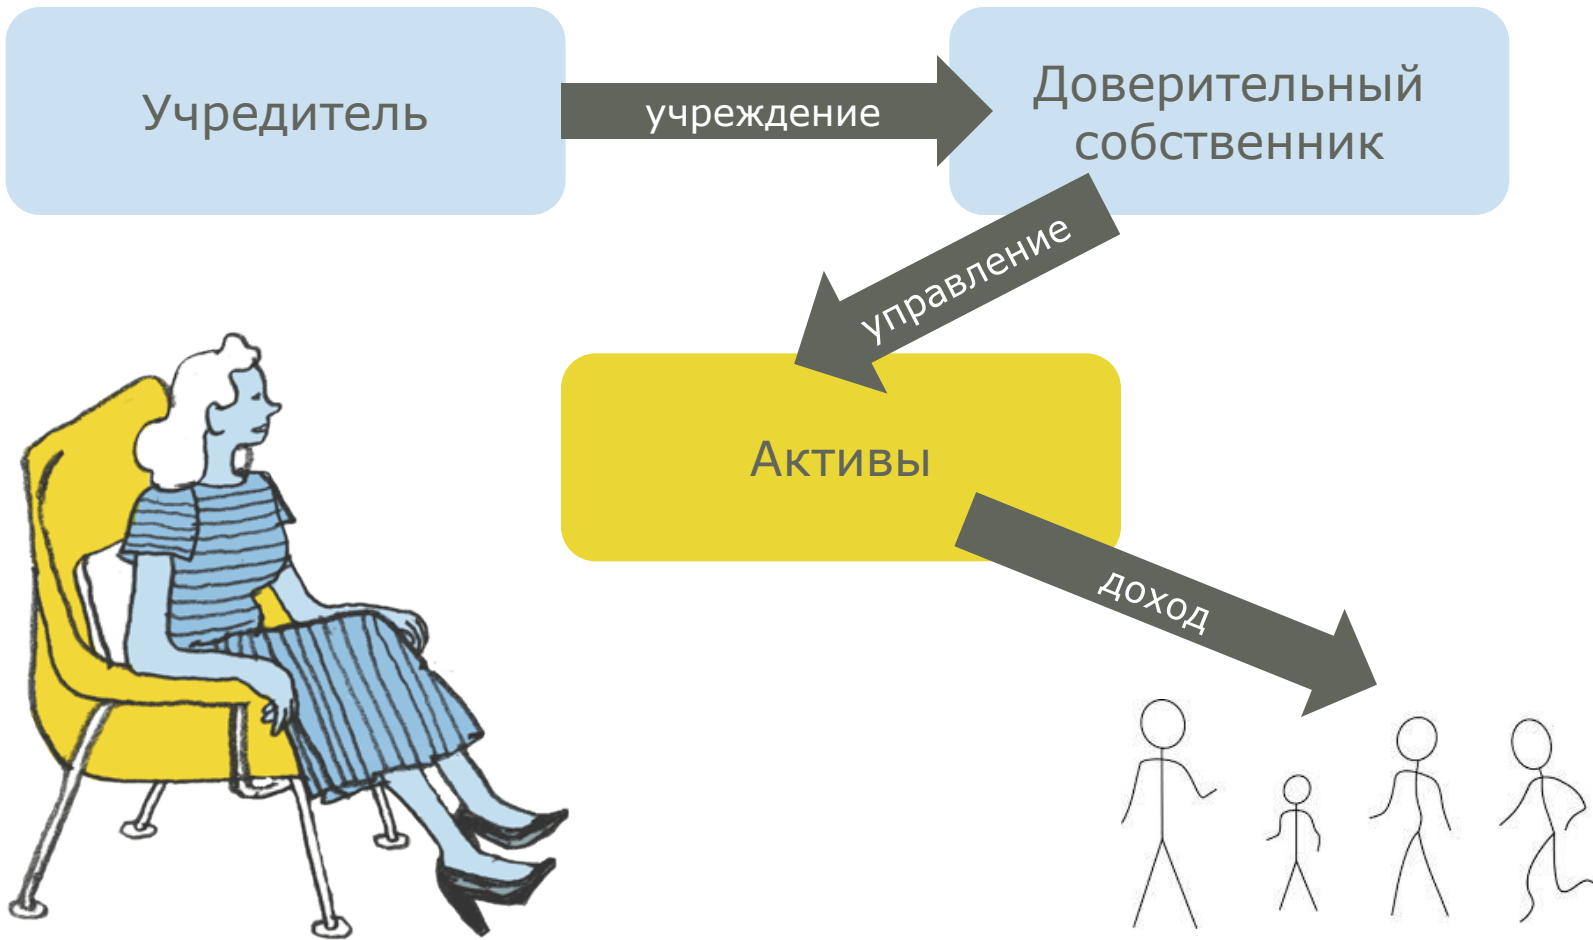 Учредитель
учреждение
Доверительный
собственник
управление
Активы
доход